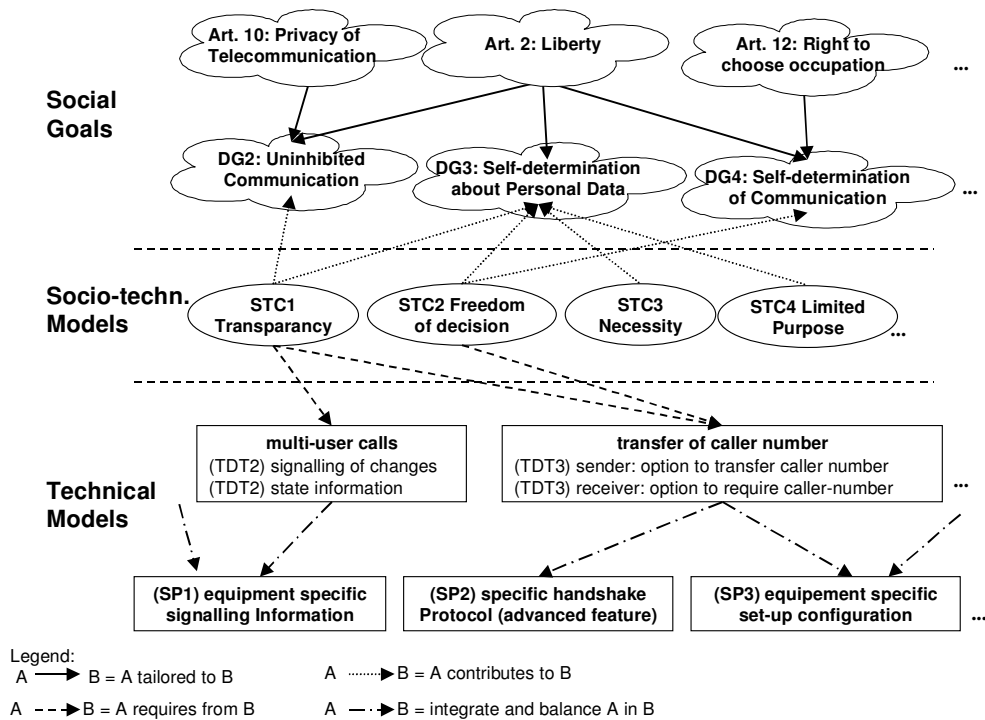 Art. 10: Privacy of
Telecommunication
Art. 2: Liberty
Art. 12: Right to
choose occupation
...
Social
Goals
DG2: Uninhibited
Communication
DG3: Self-determination
about Personal Data
DG4: Self-determination
of Communication
...
Socio-techn.
Models
STC1
Transparancy
STC2 Freedom
of decision
STC3
Necessity
STC4 Limited
Purpose
...
multi-user calls
(TDT2) signalling of changes
(TDT2) state information
transfer of caller number
(TDT3) sender: option to transfer caller number
(TDT3) receiver: option to require caller-number
...
Technical
Models
(SP1) equipment specific
signalling Information
(SP2) specific handshake
Protocol (advanced feature)
(SP3) equipement specific
set-up configuration
...
Legend:
A B = A tailored to B
A B = A contributes to B
A B = A requires from B
A B = integrate and balance A in B